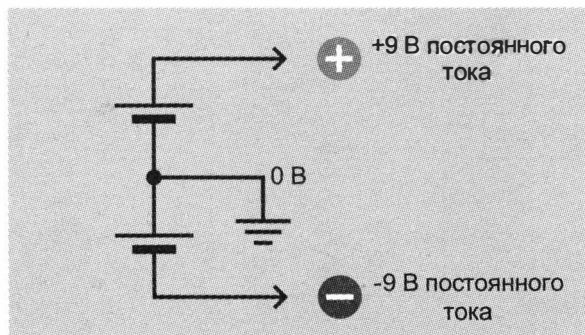 +9 В постоянного
тока
0 В
-9 В постоянного
тока